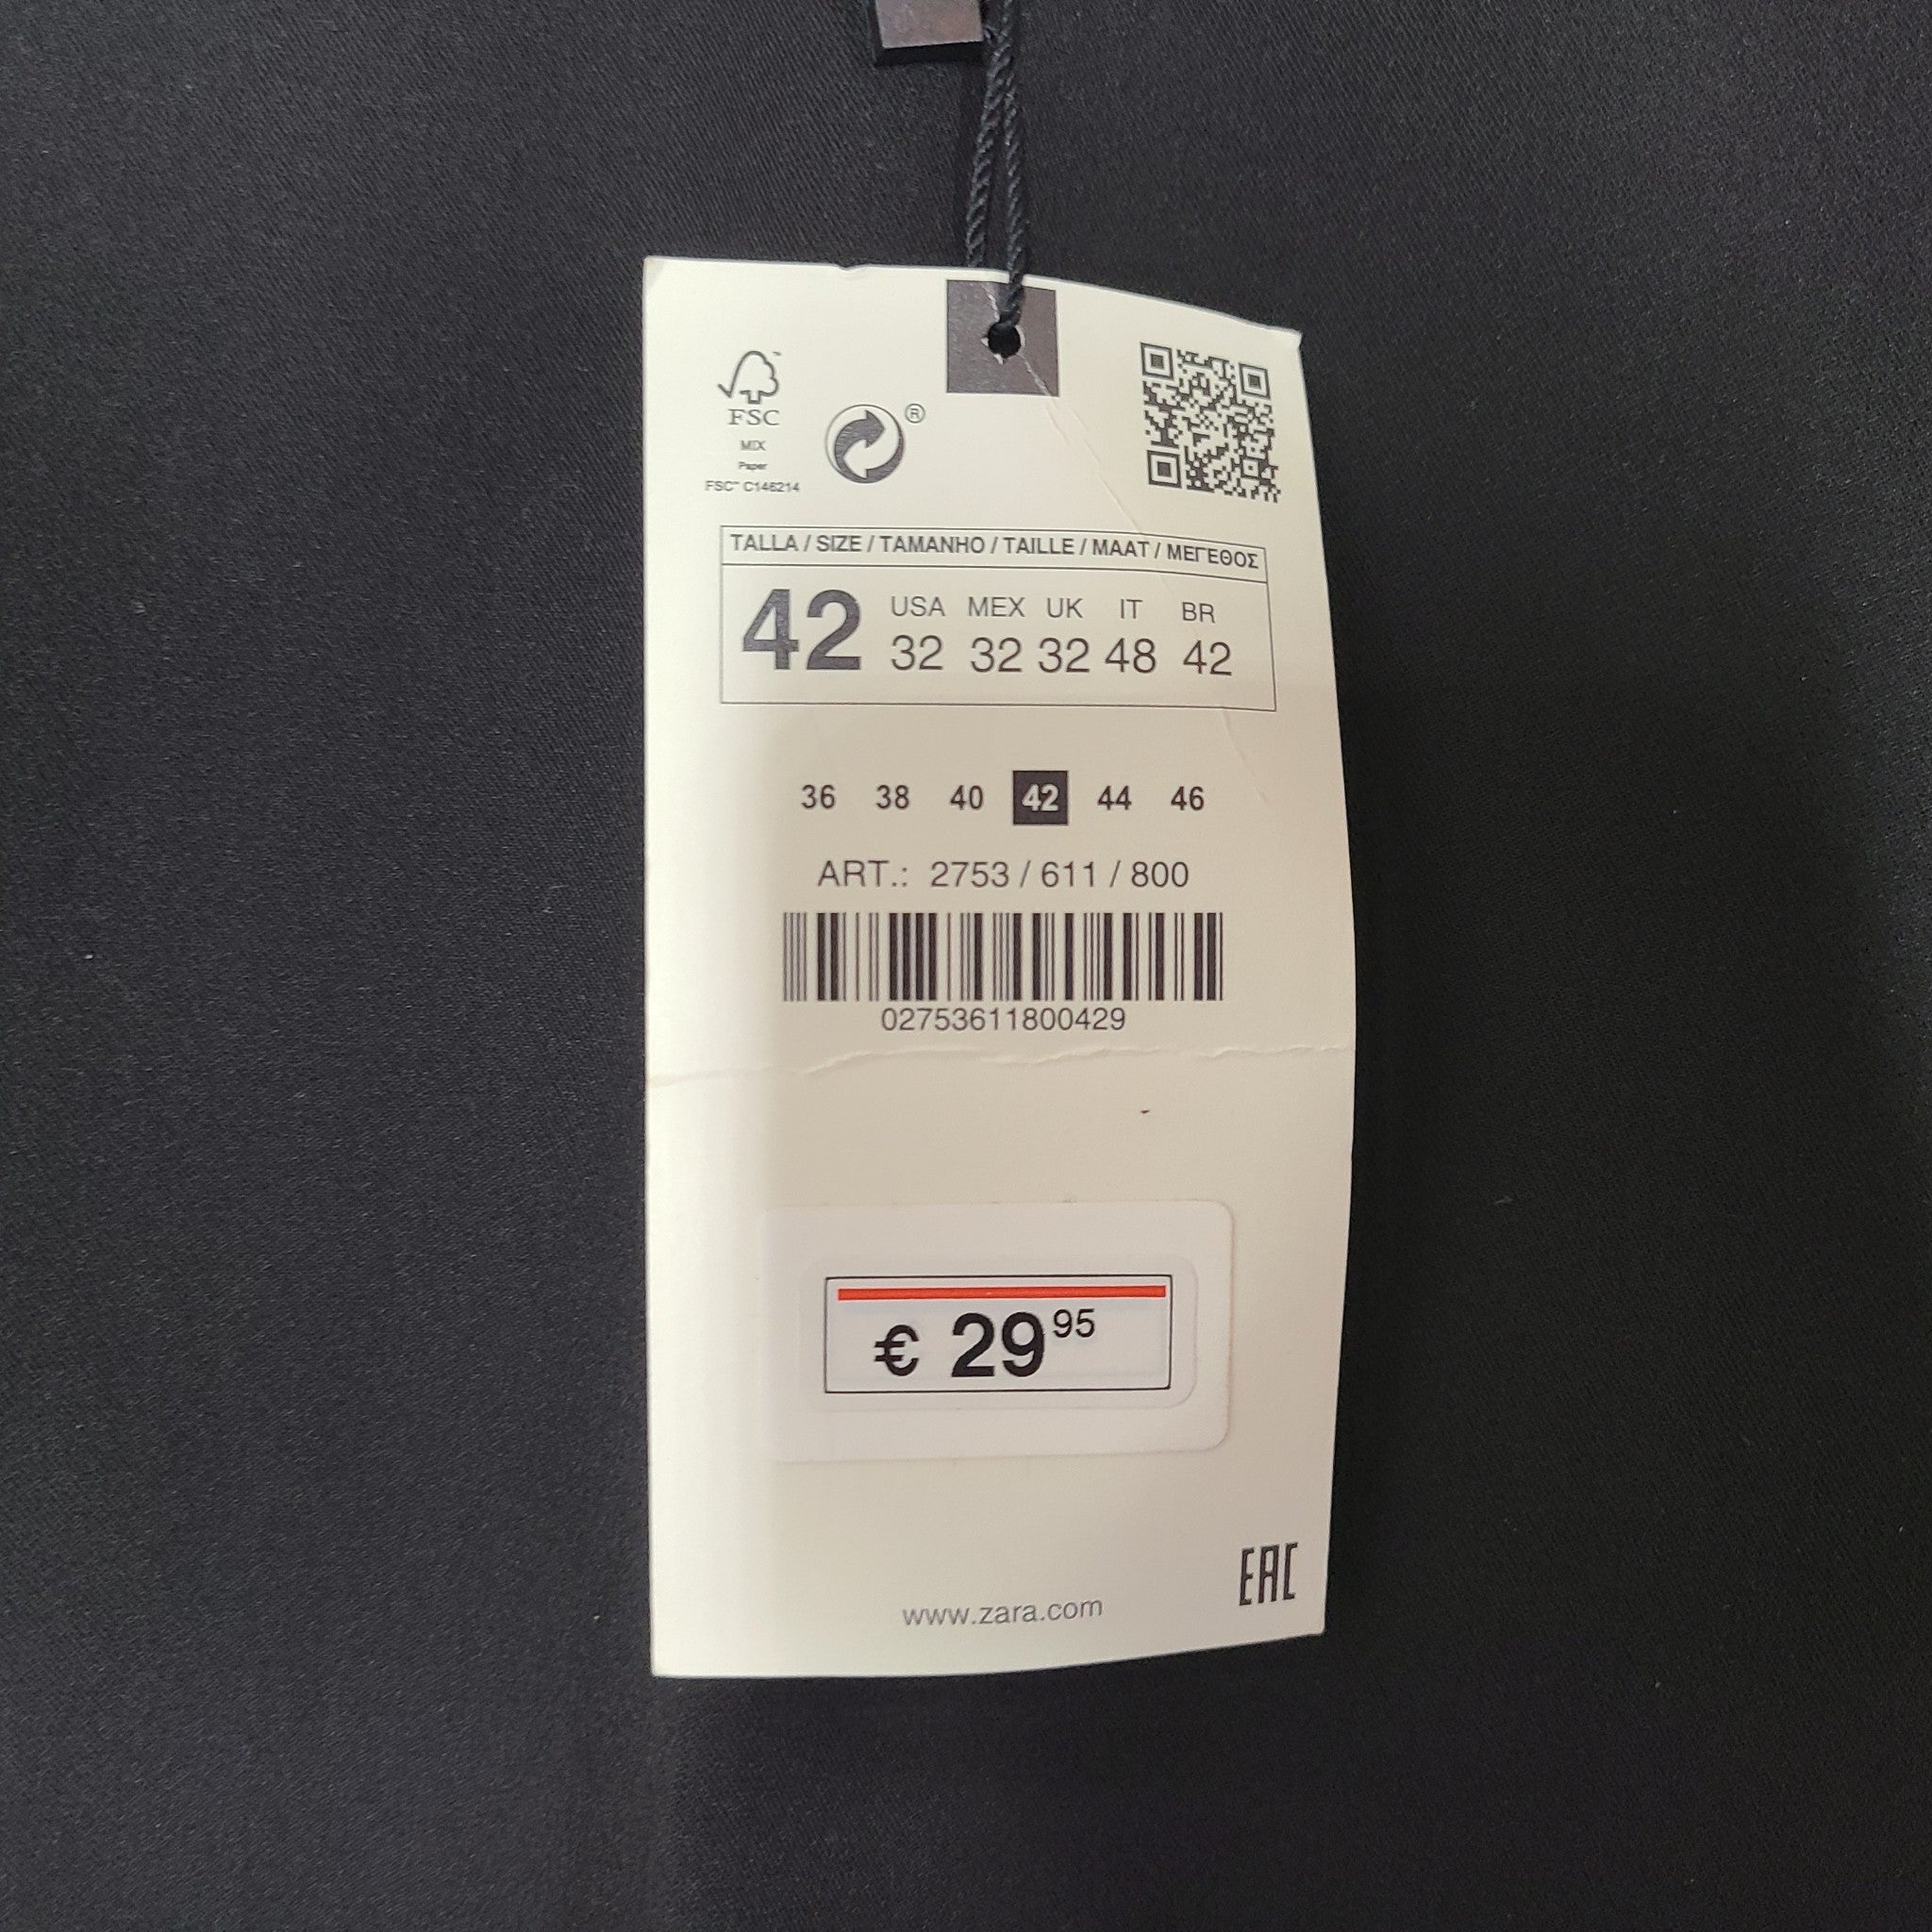 FSC™
MIX
Paper
FSC™ C146214
®
TALLA / SIZE / TAMANHO / TAILLE / MAAT / ΜΕΓΕΘΟΣ
42 USA MEX UK IT BR
32 32 32 48 42
36 38 40 42 44 46
ART.: 2753 / 611 / 800
02753611800429
€ 29 95
EAC
www.zara.com